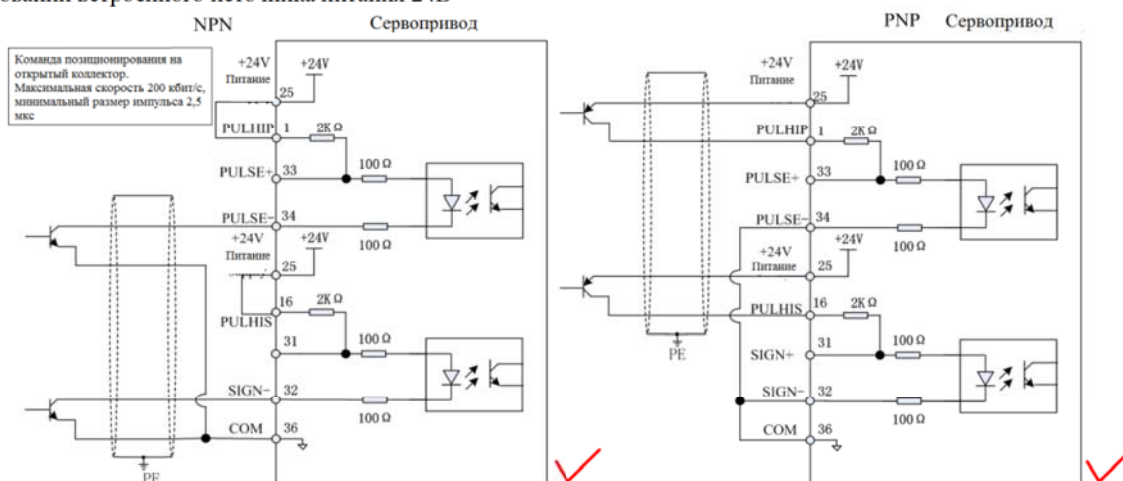 NPN
Сервопривод
Команда позиционирования на
открытый коллектор.
Максимальная скорость 200 кбит/с,
минимальный размер импульса 2,5
мкс
+24V
Питание
+24V
25
PULHIP
1
2K Ω
PULSE+
33
100 Ω
PULSE−
34
100 Ω
+24V
Питание
+24V
25
16
2K Ω
PULHIS
31
100 Ω
SIGN−
32
100 Ω
COM
36
PE
PNP
Сервопривод
+24V
Питание
+24V
25
PULHIP
1
2K Ω
PULSE+
33
100 Ω
PULSE−
34
100 Ω
+24V
Питание
+24V
25
PULHIS
16
2K Ω
SIGN+
31
100 Ω
SIGN−
32
100 Ω
COM
36
PE